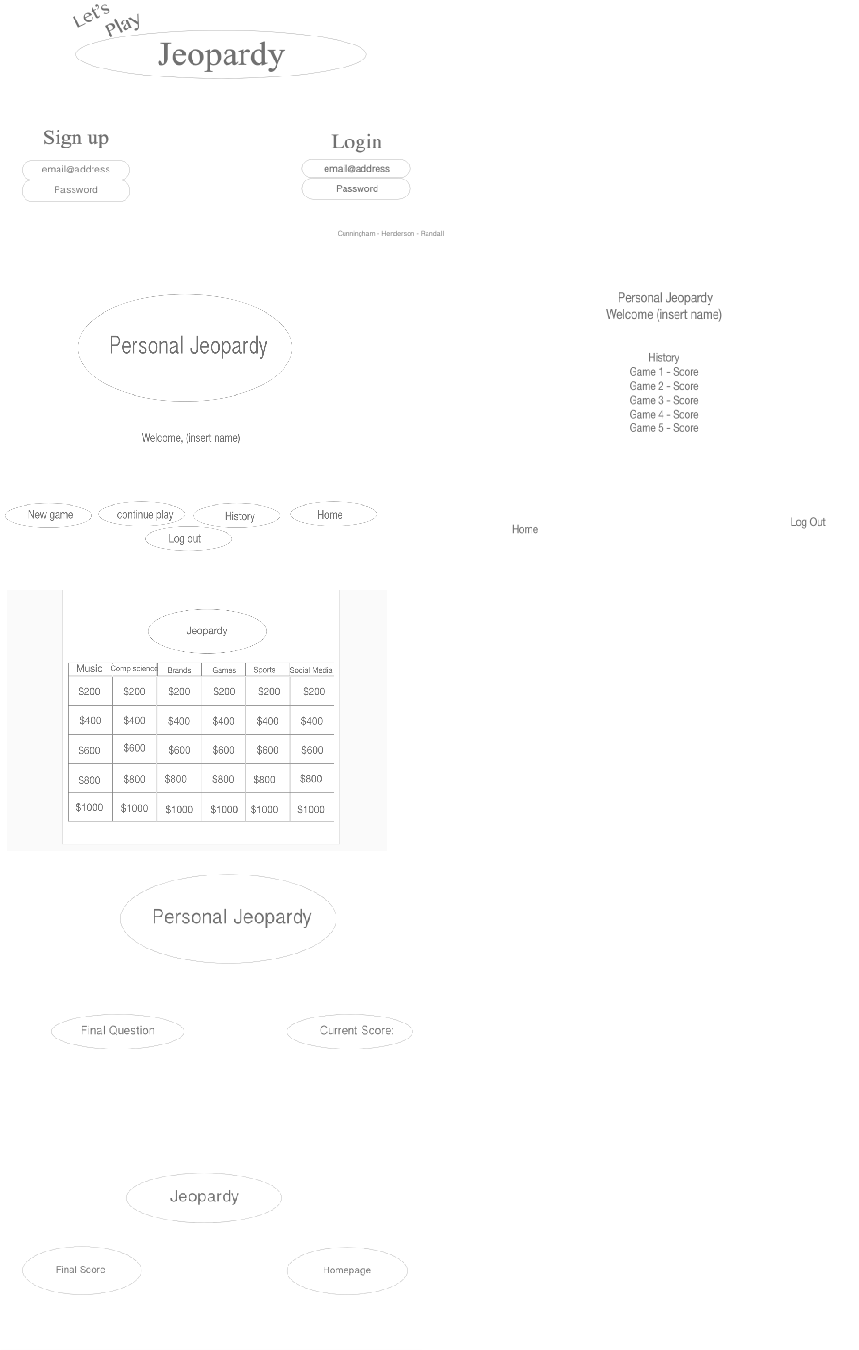 Let's
Play
Jeopardy
Sign up
email@address
Password
Login
email@address
Password
Cunningham - Henderson - Randall
Personal Jeopardy
Welcome, (insert name)
New game
continue play
History
Home
Log out
Personal Jeopardy
Welcome (insert name)
History
Game 1 - Score
Game 2 - Score
Game 3 - Score
Game 4 - Score
Game 5 - Score
Home
Log Out
Jeopardy
Music Comp science Brands Games Sports Social Media
$200 $200 $200 $200 $200 $200
$400 $400 $400 $400 $400 $400
$600 $600 $600 $600 $600 $600
$800 $800 $800 $800 $800 $800
$1000 $1000 $1000 $1000 $1000 $1000
Personal Jeopardy
Final Question
Current Score:
Jeopardy
Final Score
Homepage